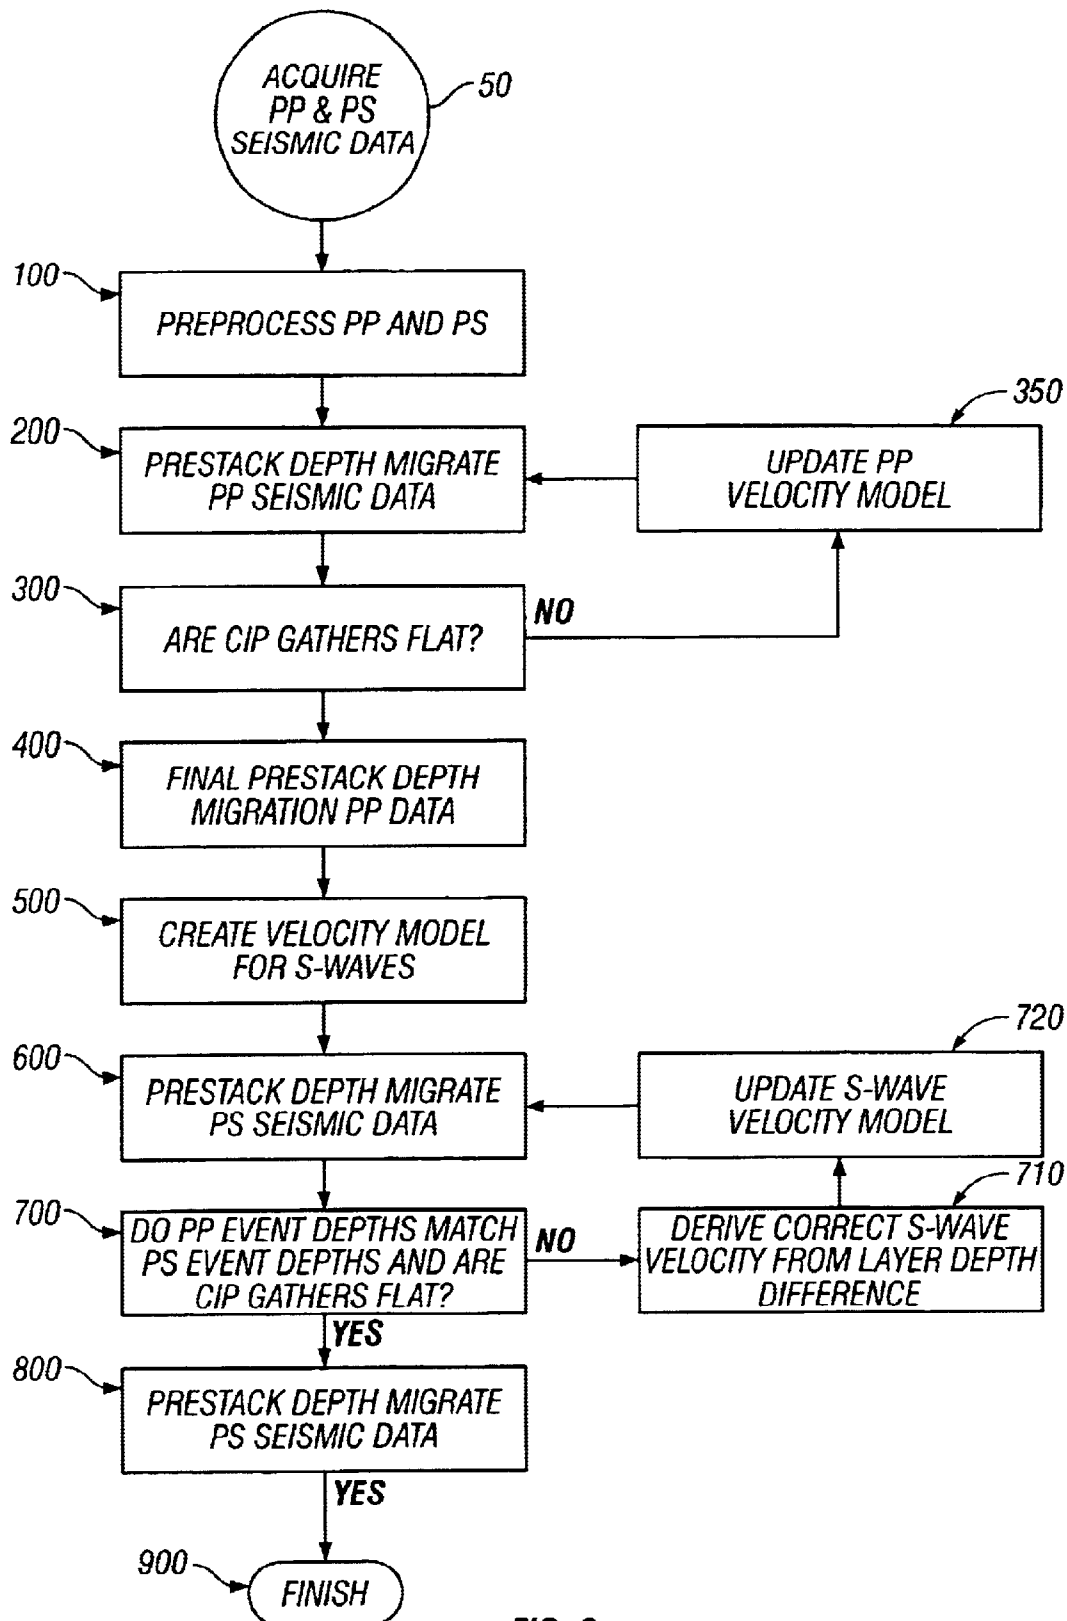 ACQUIRE
PP & PS
SEISMIC DATA
50
100
PREPROCESS PP AND PS
200
PRESTACK DEPTH MIGRATE
PP SEISMIC DATA
350
UPDATE PP
VELOCITY MODEL
300
ARE CIP GATHERS FLAT?
NO
400
FINAL PRESTACK DEPTH
MIGRATION PP DATA
500
CREATE VELOCITY MODEL
FOR S-WAVES
600
PRESTACK DEPTH MIGRATE
PS SEISMIC DATA
720
UPDATE S-WAVE
VELOCITY MODEL
700
DO PP EVENT DEPTHS MATCH
PS EVENT DEPTHS AND ARE
CIP GATHERS FLAT?
NO
710
DERIVE CORRECT S-WAVE
VELOCITY FROM LAYER DEPTH
DIFFERENCE
YES
800
PRESTACK DEPTH MIGRATE
PS SEISMIC DATA
YES
900
FINISH